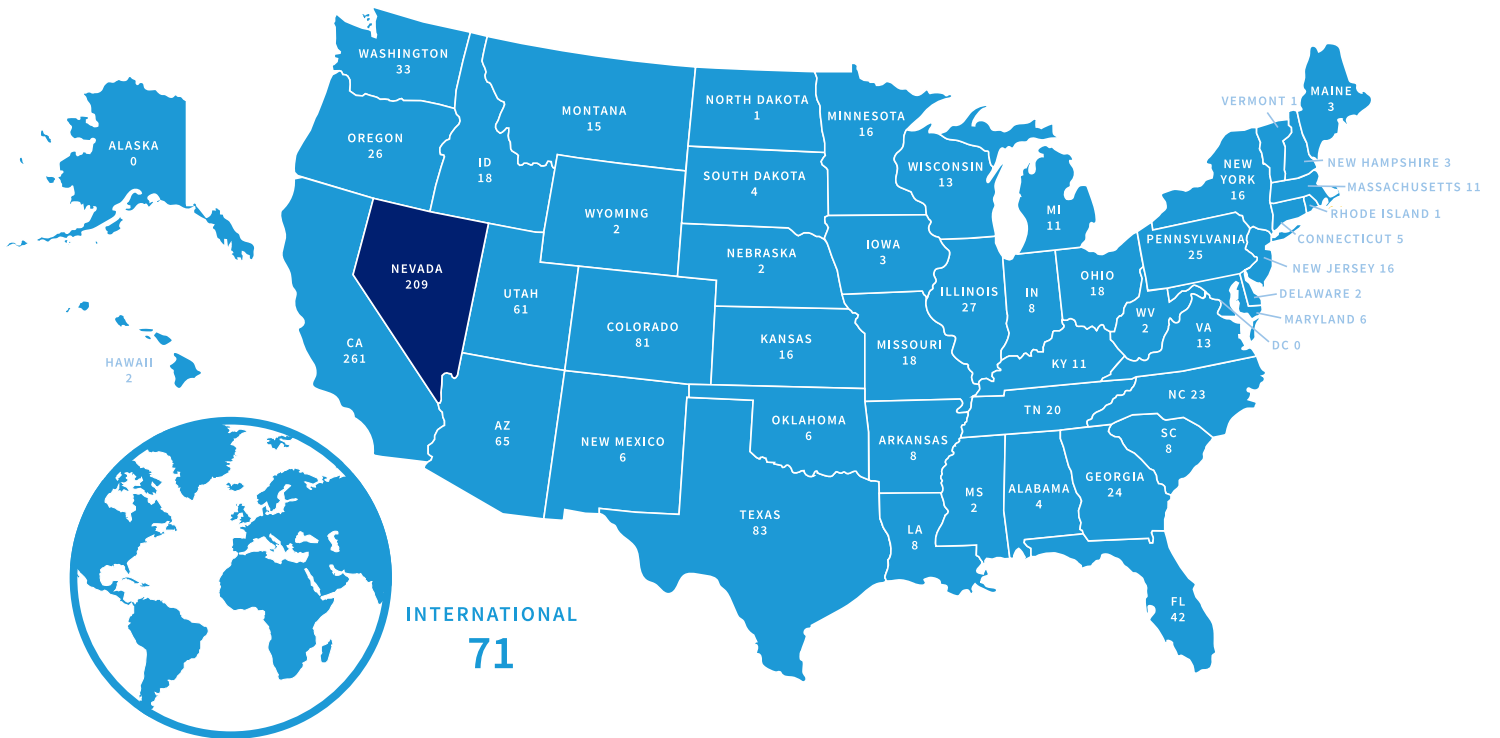 WASHINGTON
33
OREGON
26
CA
261
NEVADA
209
ID
18
MONTANA
15
WYOMING
2
UTAH
61
AZ
65
COLORADO
81
NEW MEXICO
6
NORTH DAKOTA
1
SOUTH DAKOTA
4
NEBRASKA
2
KANSAS
16
OKLAHOMA
6
TEXAS
83
MINNESOTA
16
IOWA
3
MISSOURI
18
ARKANSAS
8
LA
8
WISCONSIN
13
ILLINOIS
27
MI
11
IN
8
OHIO
18
KY 11
TN 20
MS
2
ALABAMA
4
GEORGIA
24
FL
42
SC
8
NC 23
VA
13
WV
2
PENNSYLVANIA
25
NEW
YORK
16
VERMONT 1
MAINE
3
NEW HAMPSHIRE 3
MASSACHUSETTS 11
RHODE ISLAND 1
CONNECTICUT 5
NEW JERSEY 16
DELAWARE 2
MARYLAND 6
DC 0
ALASKA
0
HAWAII
2
INTERNATIONAL
71